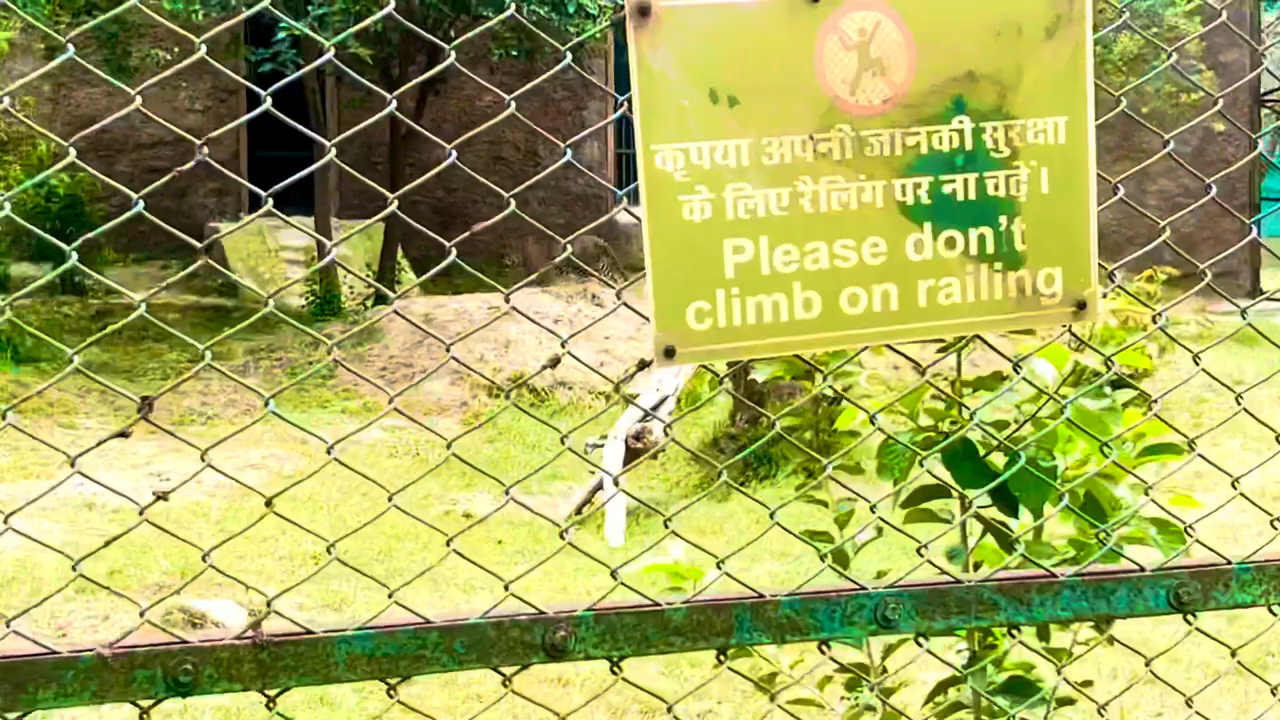 कृपया अपनी जानकी सुरक्षा
के लिए रैलिंग पर ना चढ़ें।
Please don't
climb on railing